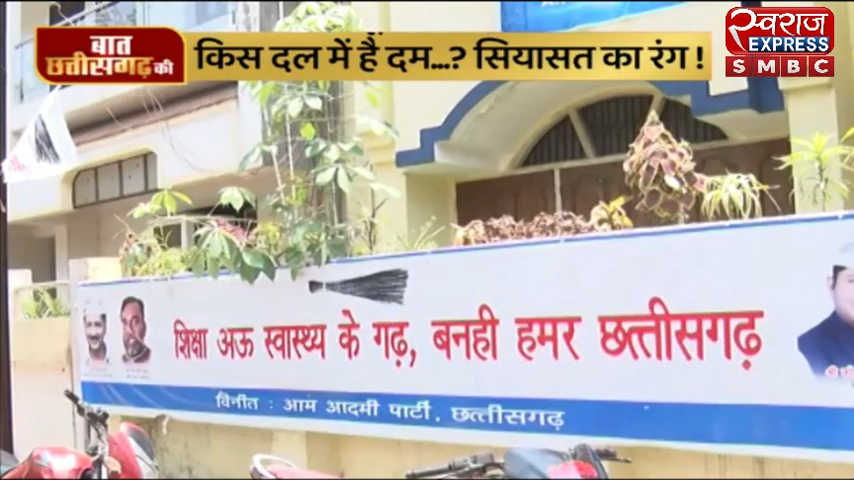 बात
छत्तीसगढ़ की
किस दल में है दम...? सियासत का रंग !
स्वराज
EXPRESS
SMBC
शिक्षा अऊ स्वास्थ्य के गढ़, बनही हमर छत्तीसगढ़
विनीत : आम आदमी पार्टी, छत्तीसगढ़